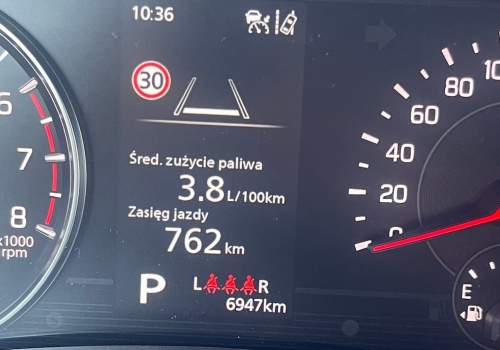 10:36
30
Śred. zużycie paliwa
3.8 L/100km
Zasięg jazdy
762 km
P L R
6947km
6
7
8
x1000
rpm
0
20
40
60
80
10
E